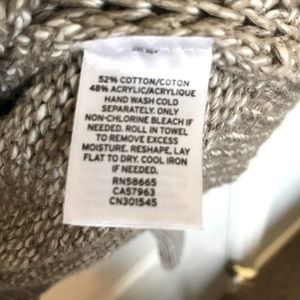 52% COTTON/COTON
48% ACRYLIC/ACRYLIQUE
HAND WASH COLD
SEPARATELY. ONLY
NON-CHLORINE BLEACH IF
NEEDED. ROLL IN TOWEL
TO REMOVE EXCESS
MOISTURE. RESHAPE, LAY
FLAT TO DRY. COOL IRON
IF NEEDED.
RN58665
CA57963
CN301545